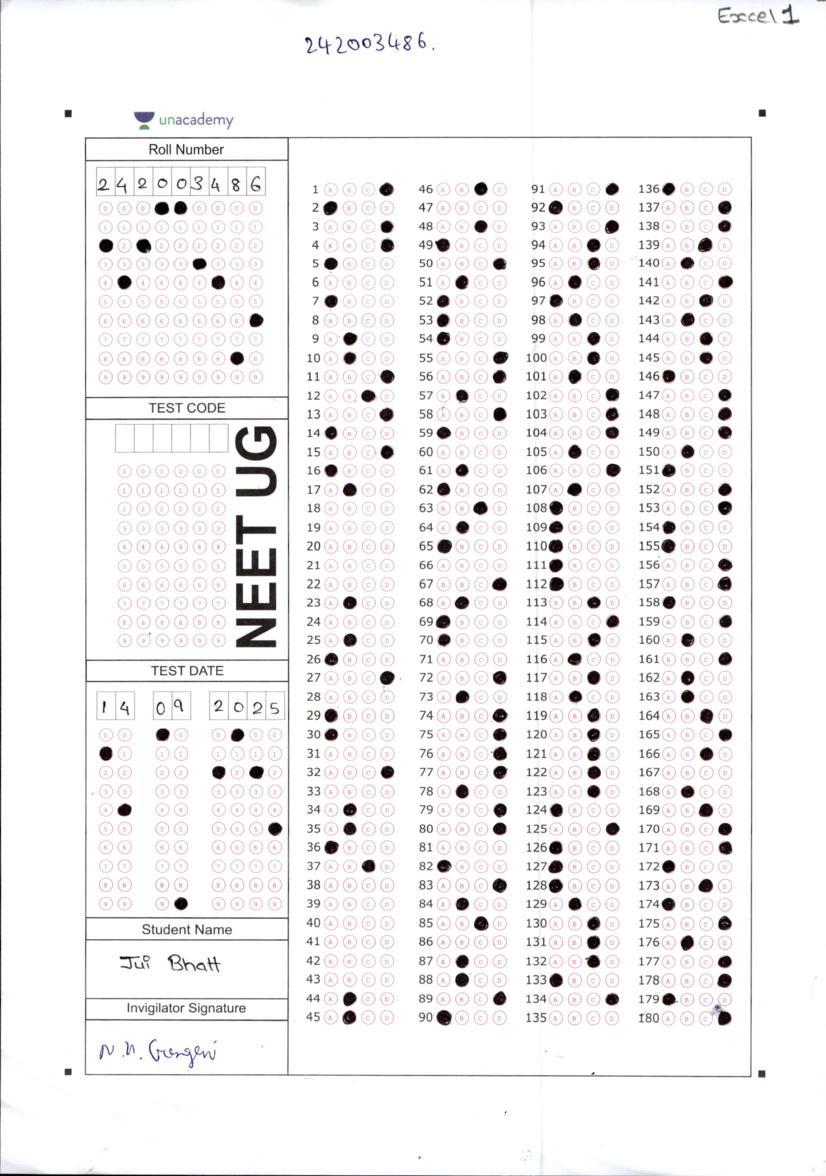 Excel 1
242003486.
unacademy
Roll Number
2 4 2 0 0 3 4 8 6
TEST CODE
NEET UG
TEST DATE
14 09 2025
Student Name
Jui Bhatt
Invigilator Signature
1 A B C
2 B C D
3 A B C
4 A B C
5 B C D
6 A B C D
7 B C D
8 A B C D
9 A C D
10 A C D
11 A B C
12 A B D
13 A B C
14 B C D
15 A B C
16 B C D
17 A C D
18 A B C D
19 A B C D
20 A B C D
21 A B C D
22 A B C D
23 A C D
24 A B C D
25 A C D
26 B C D
27 A B C
28 A B C D
29 B C D
30 B C D
31 A B C D
32 A B C
33 A B C D
34 A C D
35 A C D
36 B C D
37 A B D
38 A B C D
39 A B C D
40 A B C D
41 A B C D
42 A B C D
43 A B C D
44 A C D
45 A C D
46 A B D
47 A B C D
48 A B D
49 B C D
50 A B C
51 A C D
52 B C D
53 B C D
54 B C D
55 A B C
56 A B C
57 A C D
58 A B C
59 B C D
60 A B C D
61 A C D
62 B C D
63 A B D
64 A C D
65 B C D
66 A B C D
67 A B C
68 A C D
69 B C D
70 B C D
71 A B C D
72 A B C
73 A C D
74 A B C
75 A B C
76 A B C
77 A B C
78 A C D
79 A B C
80 A B C
81 A B C D
82 B C D
83 A B C
84 A C D
85 A B D
86 A B C D
87 A C D
88 A C D
89 A B C
90 B C D
91 A B C
92 B C D
93 A B C
94 A B D
95 A B D
96 A C D
97 B C D
98 A C D
99 A B D
100 A B D
101 A C D
102 A B C
103 A B C
104 A B C
105 A C D
106 A B C
107 A C D
108 B C D
109 B C D
110 B C D
111 B C D
112 B C D
113 A B D
114 A B C
115 A B D
116 A C D
117 A B D
118 A C D
119 A B D
120 A B D
121 A B D
122 A B D
123 A B D
124 B C D
125 A B C
126 B C D
127 B C D
128 B C D
129 A C D
130 A B D
131 A B D
132 A B D
133 B C D
134 A B C
135 A B C D
136 B C D
137 A B C
138 A B C
139 A B D
140 A C D
141 A B C
142 A B D
143 A C D
144 A B D
145 A B D
146 B C D
147 A B C
148 A B C
149 A B C
150 A C D
151 B C D
152 A B C
153 A B C
154 B C D
155 B C D
156 A B C
157 A B C
158 B C D
159 A B C
160 A C D
161 A B C
162 A C D
163 A C D
164 A B D
165 A B C
166 A B D
167 A B C D
168 A C D
169 A B D
170 A B C
171 A B C
172 B C D
173 A B D
174 B C D
175 A B C
176 A C D
177 A B C
178 A B C
179 B C D
180 A B C